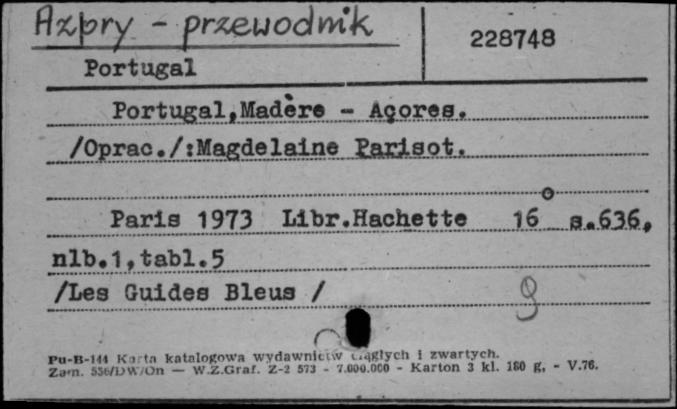 Azory - przewodnik
228748
Portugal
Portugal,Madère - Açores.
/Oprac./:Magdelaine Parisot.
Paris 1973 Libr.Hachette 16° s.636,
nlb.1,tabl.5
/Les Guides Bleus /
g
Pu-B-144 Karta katalogowa wydawnictw ciągłych i zwartych.
Zam. 556/DW/On — W.Z.Graf. Z-2 573 - 7.000.000 - Karton 3 kl. 180 g. - V.76.